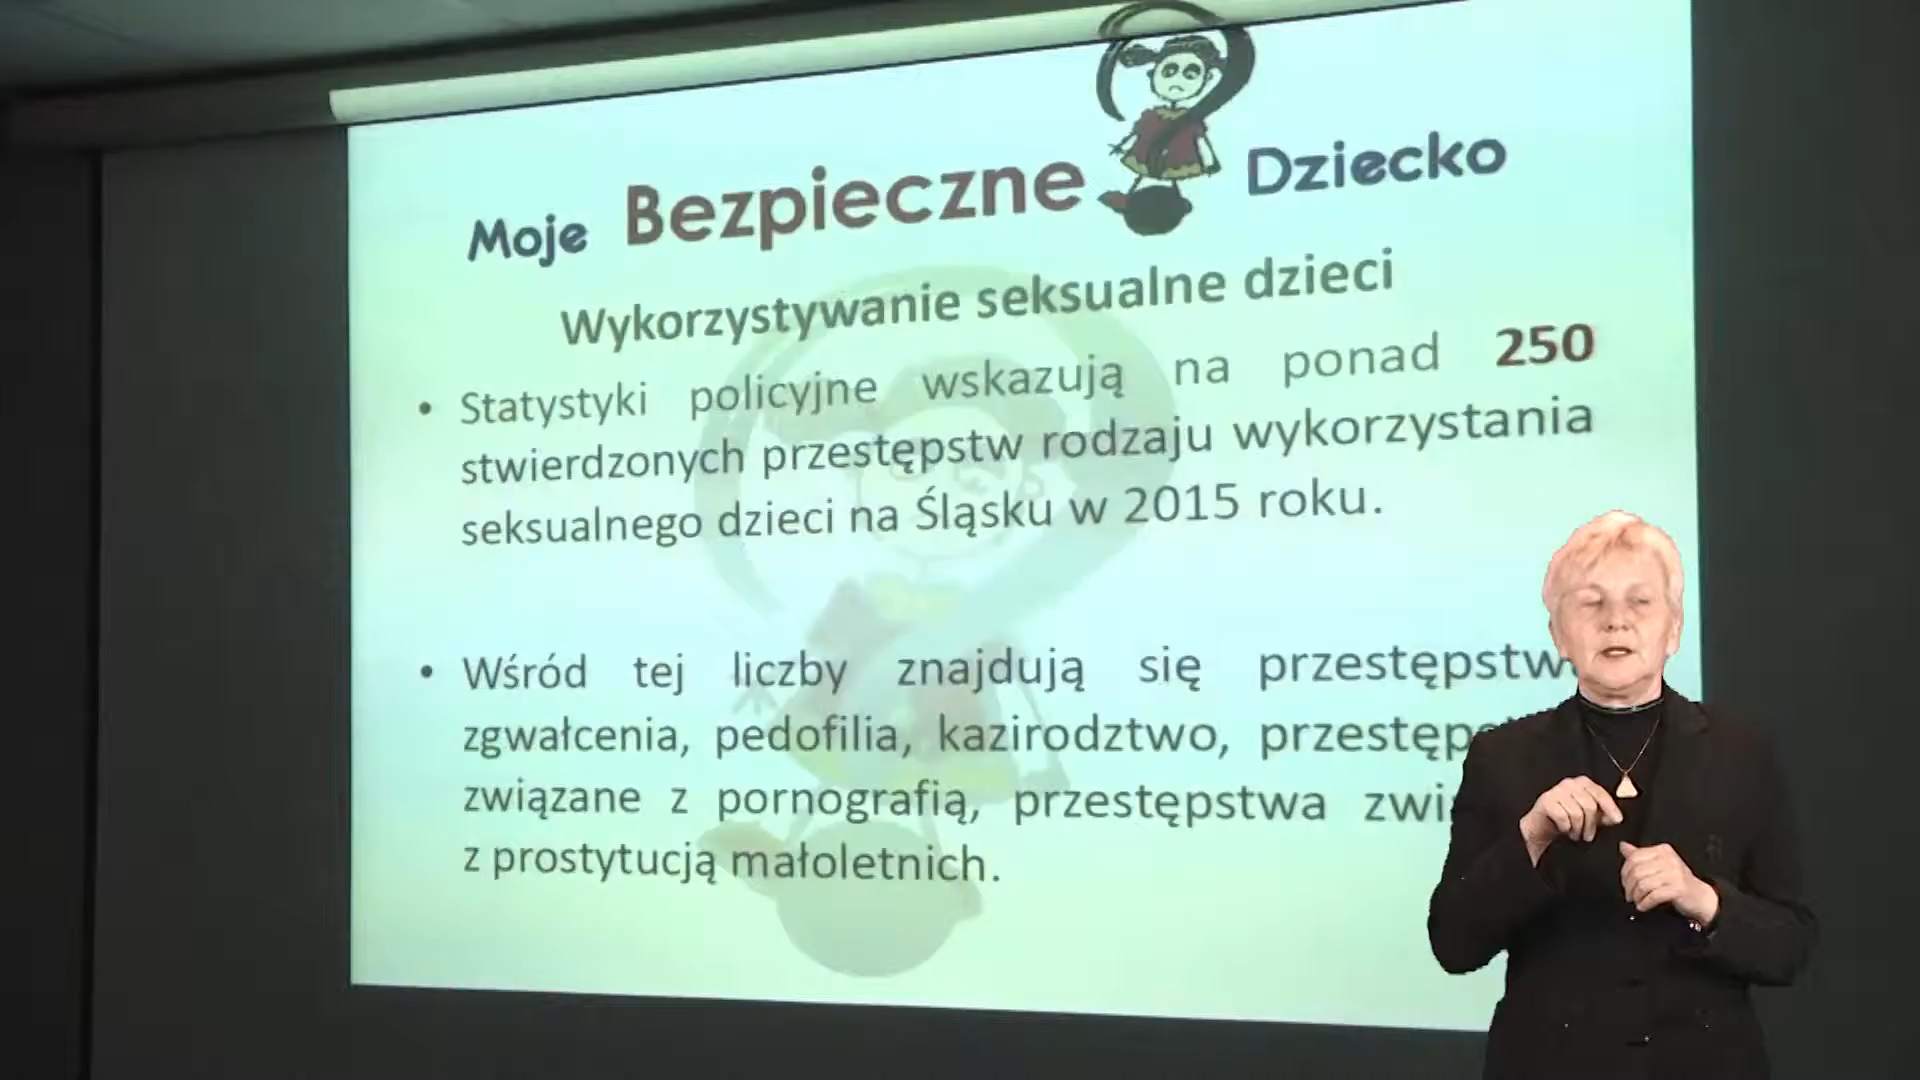 Moje Bezpieczne Dziecko
Wykorzystywanie seksualne dzieci
• Statystyki policyjne wskazują na ponad 250
stwierdzonych przestępstw rodzaju wykorzystania
seksualnego dzieci na Śląsku w 2015 roku.
• Wśród tej liczby znajdują się
zgwałcenia, pedofilia, kazirodztwo,
związane z pornografią, przestępstwa
z prostytucją małoletnich.